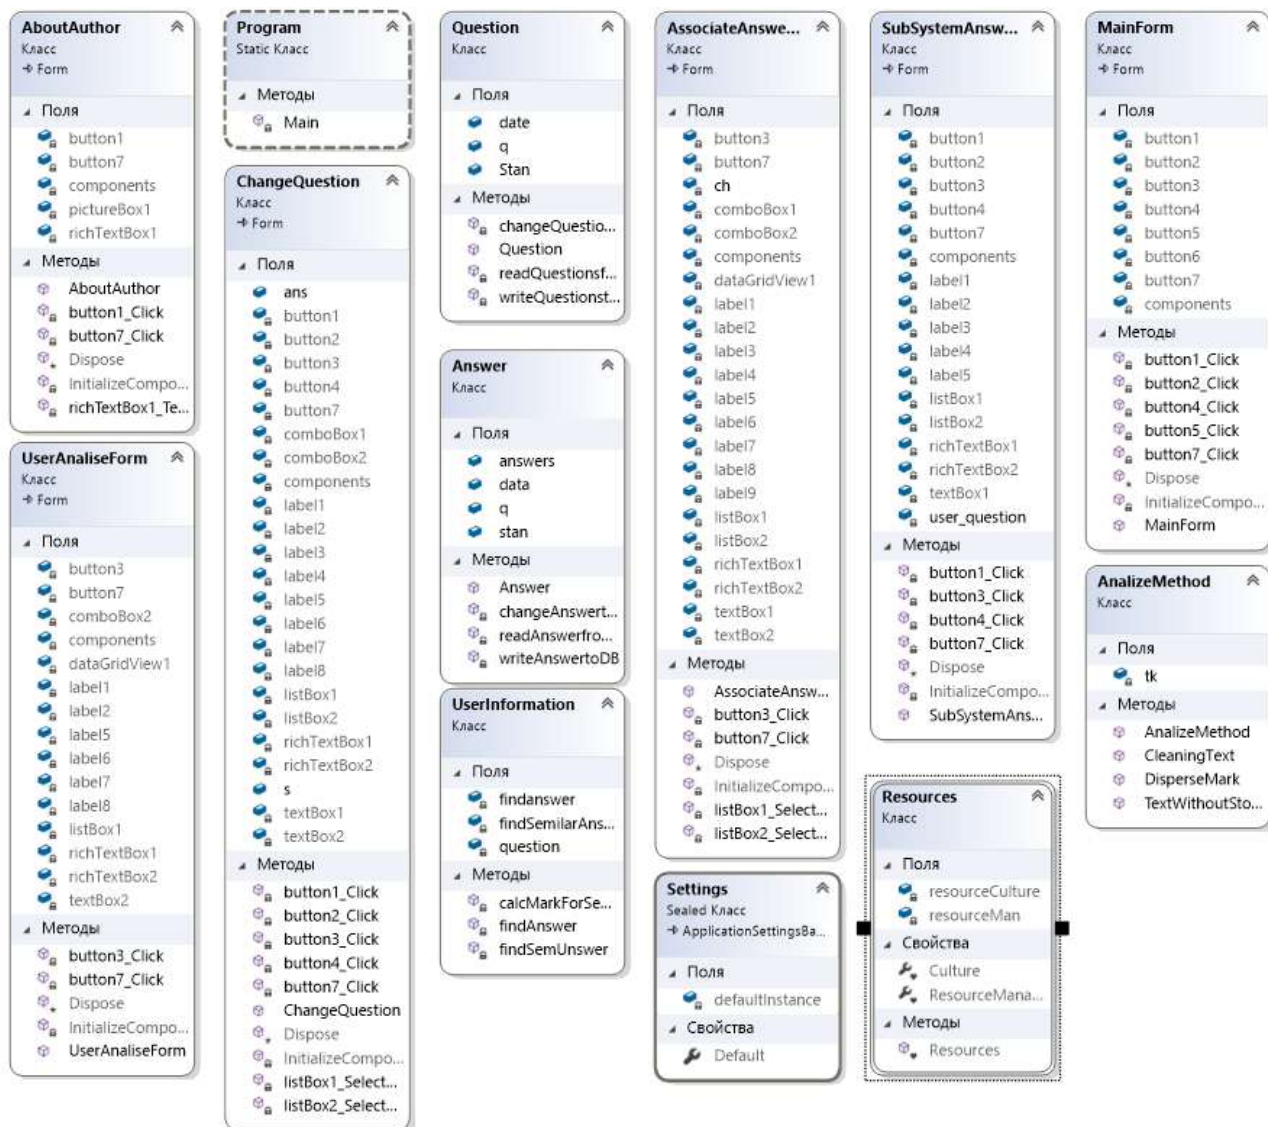 AboutAuthor
Класс
Form
Поля
button1
button7
components
pictureBox1
richTextBox1
Методы
AboutAuthor
button1_Click
button7_Click
Dispose
InitializeCompo...
richTextBox1_Te...
UserAnaliseForm
Класс
Form
Поля
button3
button7
comboBox2
components
dataGridView1
label1
label2
label5
label6
label7
label8
listBox1
richTextBox1
richTextBox2
textBox2
Методы
button3_Click
button7_Click
Dispose
InitializeCompo...
UserAnaliseForm
Program
Static Класс
Методы
Main
ChangeQuestion
Класс
Form
Поля
ans
button1
button2
button3
button4
button7
comboBox1
comboBox2
components
label1
label2
label3
label4
label5
label6
label7
label8
listBox1
listBox2
richTextBox1
richTextBox2
s
textBox1
textBox2
Методы
button1_Click
button2_Click
button3_Click
button4_Click
button7_Click
ChangeQuestion
Dispose
InitializeCompo...
listBox1_Select...
listBox2_Select...
Question
Класс
Поля
date
q
Stan
Методы
changeQuestio...
Question
readQuestionsf...
writeQuestionst...
Answer
Класс
Поля
answers
data
q
stan
Методы
Answer
changeAnswert...
readAnswerfro...
writeAnswertoDB
UserInformation
Класс
Поля
findanswer
findSemilarAns...
question
Методы
calcMarkForSe...
findAnswer
findSemUnswer
AssociateAnswe...
Класс
Form
Поля
button3
button7
ch
comboBox1
comboBox2
components
dataGridView1
label1
label2
label3
label4
label5
label6
label7
label8
label9
listBox1
listBox2
richTextBox1
richTextBox2
textBox1
textBox2
Методы
AssociateAnsw...
button3_Click
button7_Click
Dispose
InitializeCompo...
listBox1_Select...
listBox2_Select...
Settings
Sealed Класс
ApplicationSettingsBa...
Поля
defaultInstance
Свойства
Default
SubSystemAnsw...
Класс
Form
Поля
button1
button2
button3
button4
button7
components
label1
label2
label3
label4
label5
listBox1
listBox2
richTextBox1
richTextBox2
textBox1
user_question
Методы
button1_Click
button3_Click
button4_Click
button7_Click
Dispose
InitializeCompo...
SubSystemAns...
Resources
Класс
Поля
resourceCulture
resourceMan
Свойства
Culture
ResourceMana...
Методы
Resources
MainForm
Класс
Form
Поля
button1
button2
button3
button4
button5
button6
button7
components
Методы
button1_Click
button2_Click
button4_Click
button5_Click
button7_Click
Dispose
InitializeCompo...
MainForm
AnalizeMethod
Класс
Поля
tk
Методы
AnalizeMethod
CleaningText
DisperseMark
TextWithoutSto...